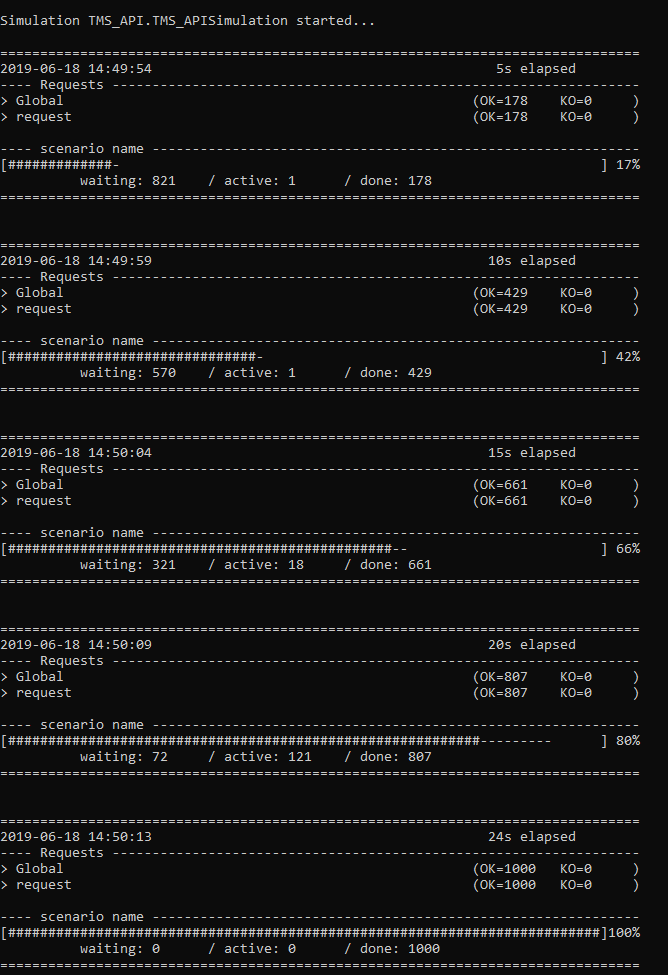 Simulation TMS_API.TMS_APISimulation started...

================================================================================
2019-06-18 14:49:54                                           5s elapsed
---- Requests ------------------------------------------------------------------
> Global                                                   (OK=178    KO=0     )
> request                                                  (OK=178    KO=0     )

---- scenario name -------------------------------------------------------------
[#############-                                                            ] 17%
          waiting: 821    / active: 1      / done: 178
================================================================================


================================================================================
2019-06-18 14:49:59                                          10s elapsed
---- Requests ------------------------------------------------------------------
> Global                                                   (OK=429    KO=0     )
> request                                                  (OK=429    KO=0     )

---- scenario name -------------------------------------------------------------
[###############################-                                          ] 42%
          waiting: 570    / active: 1      / done: 429
================================================================================


================================================================================
2019-06-18 14:50:04                                          15s elapsed
---- Requests ------------------------------------------------------------------
> Global                                                   (OK=661    KO=0     )
> request                                                  (OK=661    KO=0     )

---- scenario name -------------------------------------------------------------
[################################################--                        ] 66%
          waiting: 321    / active: 18     / done: 661
================================================================================


================================================================================
2019-06-18 14:50:09                                          20s elapsed
---- Requests ------------------------------------------------------------------
> Global                                                   (OK=807    KO=0     )
> request                                                  (OK=807    KO=0     )

---- scenario name -------------------------------------------------------------
[###########################################################---------      ] 80%
          waiting: 72     / active: 121    / done: 807
================================================================================


================================================================================
2019-06-18 14:50:13                                          24s elapsed
---- Requests ------------------------------------------------------------------
> Global                                                   (OK=1000   KO=0     )
> request                                                  (OK=1000   KO=0     )

---- scenario name -------------------------------------------------------------
[##########################################################################]100%
          waiting: 0      / active: 0      / done: 1000
================================================================================